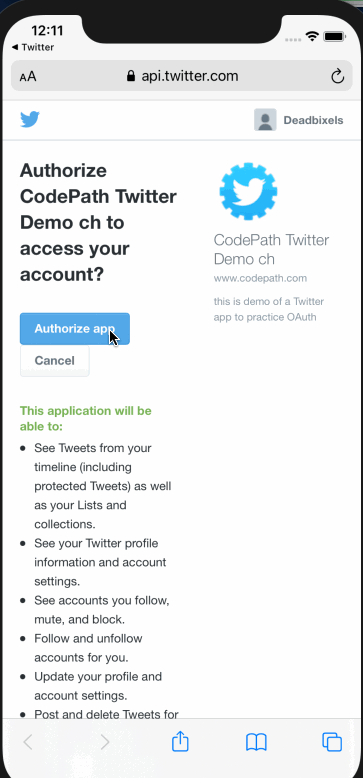 12:11
Twitter
AA
api.twitter.com
Deadbixels
Authorize
CodePath Twitter
Demo ch to
access your
account?
CodePath Twitter
Demo ch
www.codepath.com
this is demo of a Twitter
app to practice OAuth
Authorize app
Cancel
This application will be
able to:
• See Tweets from your
timeline (including
protected Tweets) as well
as your Lists and
collections.
• See your Twitter profile
information and account
settings.
• See accounts you follow,
mute, and block.
• Follow and unfollow
accounts for you.
• Update your profile and
account settings.
• Post and delete Tweets for